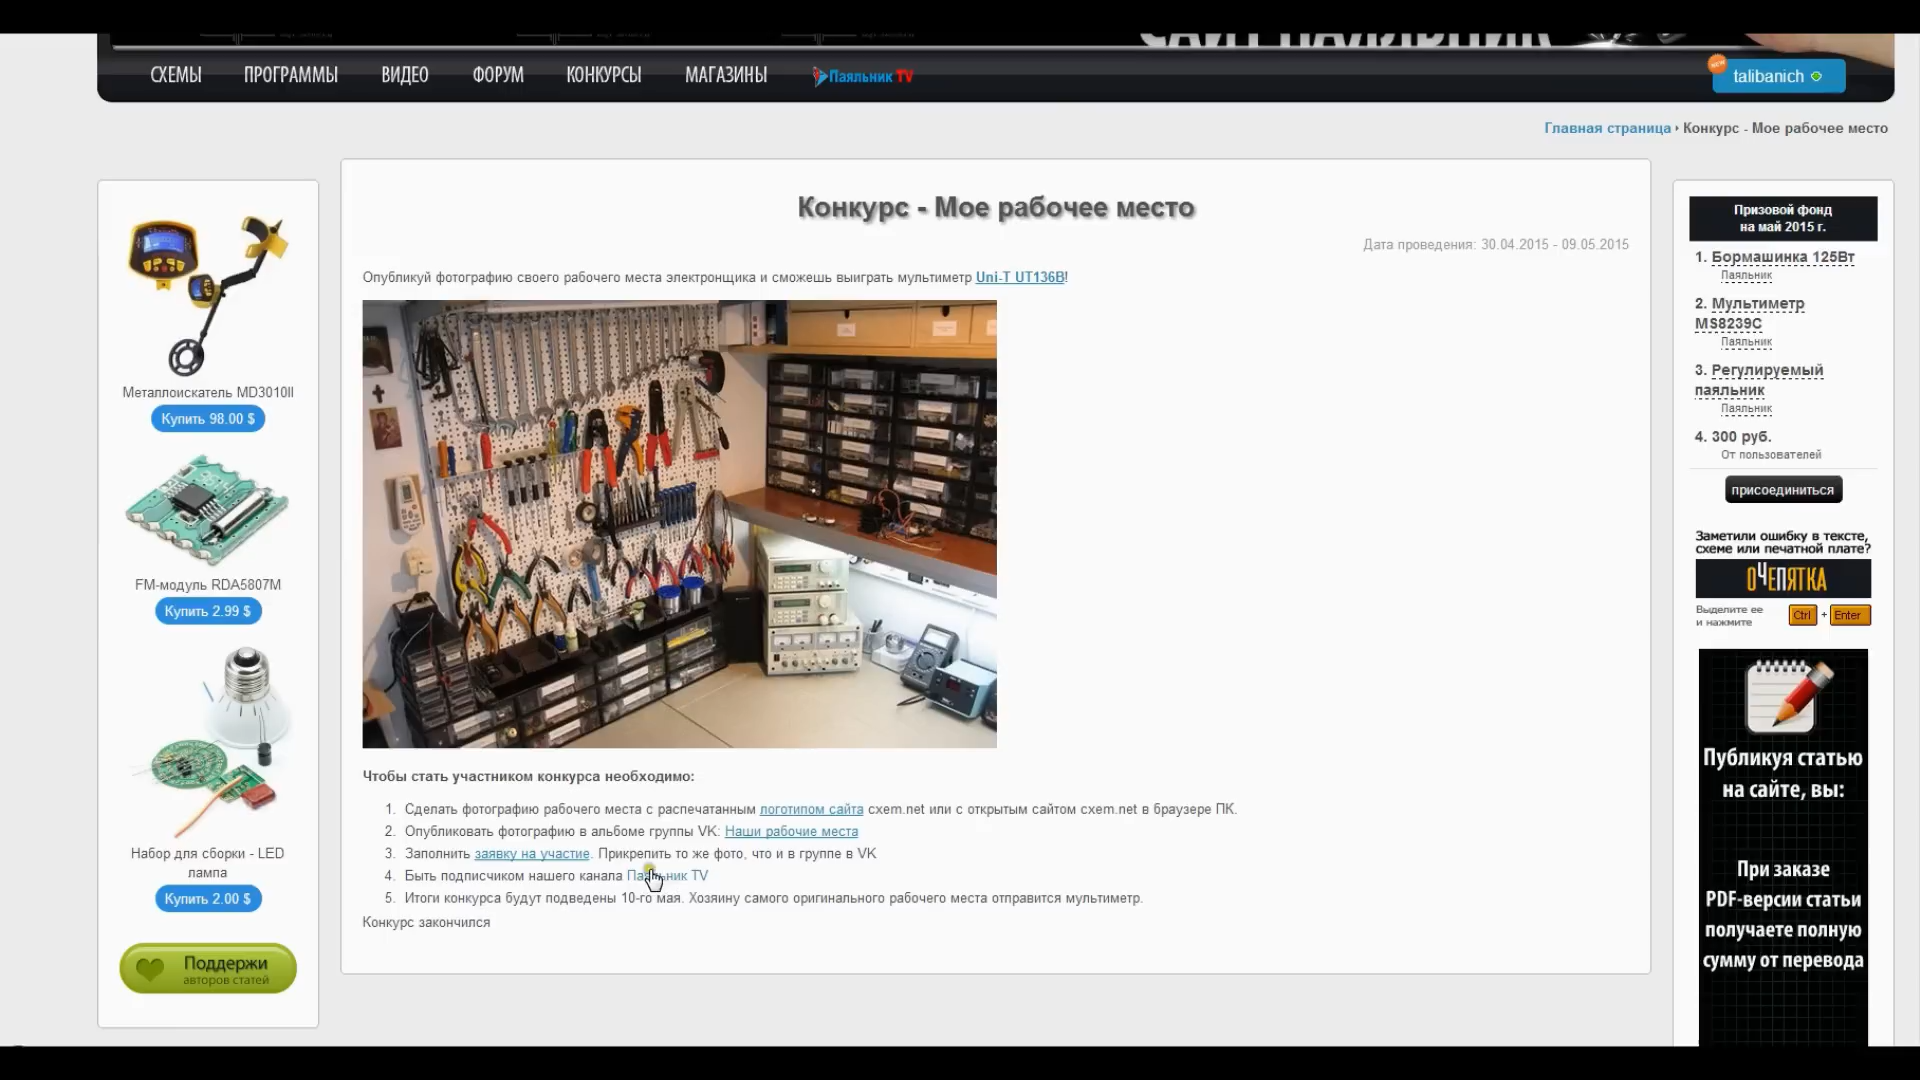 САЙТ ПАЯЛЬНИК
СХЕМЫ ПРОГРАММЫ ВИДЕО ФОРУМ КОНКУРСЫ МАГАЗИНЫ Паяльник TV
NEW
talibanich
Главная страница › Конкурс - Мое рабочее место
Металлоискатель MD3010II
Купить 98.00 $
FM-модуль RDA5807M
Купить 2.99 $
Набор для сборки - LED
лампа
Купить 2.00 $
Поддержи
авторов статей
Конкурс - Мое рабочее место
Дата проведения: 30.04.2015 - 09.05.2015
Опубликуй фотографию своего рабочего места электронщика и сможешь выиграть мультиметр Uni-T UT136B!
Чтобы стать участником конкурса необходимо:
1. Сделать фотографию рабочего места с распечатанным логотипом сайта cxem.net или с открытым сайтом cxem.net в браузере ПК.
2. Опубликовать фотографию в альбоме группы VK: Наши рабочие места
3. Заполнить заявку на участие. Прикрепить то же фото, что и в группе в VK
4. Быть подписчиком нашего канала Паяльник TV
5. Итоги конкурса будут подведены 10-го мая. Хозяину самого оригинального рабочего места отправится мультиметр.
Конкурс закончился
Призовой фонд
на май 2015 г.
1. Бормашинка 125Вт
Паяльник
2. Мультиметр
MS8239C
Паяльник
3. Регулируемый
паяльник
Паяльник
4. 300 руб.
От пользователей
присоединиться
Заметили ошибку в тексте,
схеме или печатной плате?
ОЧЕПЯТКА
Выделите ее
и нажмите
Ctrl + Enter
Публикуя статью
на сайте, вы:
При заказе
PDF-версии статьи
получаете полную
сумму от перевода